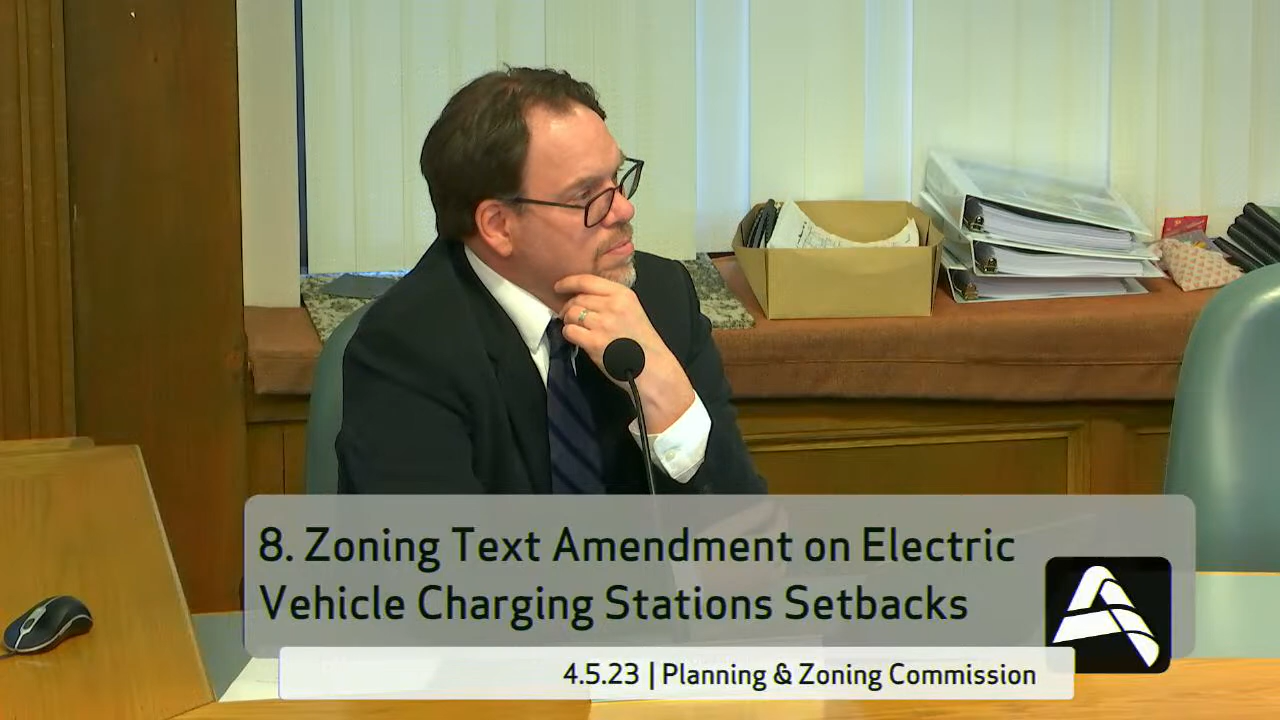 8. Zoning Text Amendment on Electric
Vehicle Charging Stations Setbacks
4.5.23 | Planning & Zoning Commission